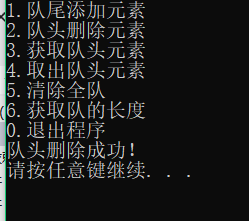 1.队尾添加元素
2.队头删除元素
3.获取队头元素
4.取出队头元素
5.清除全队
6.获取队的长度
0.退出程序
队头删除成功!
请按任意键继续. . .